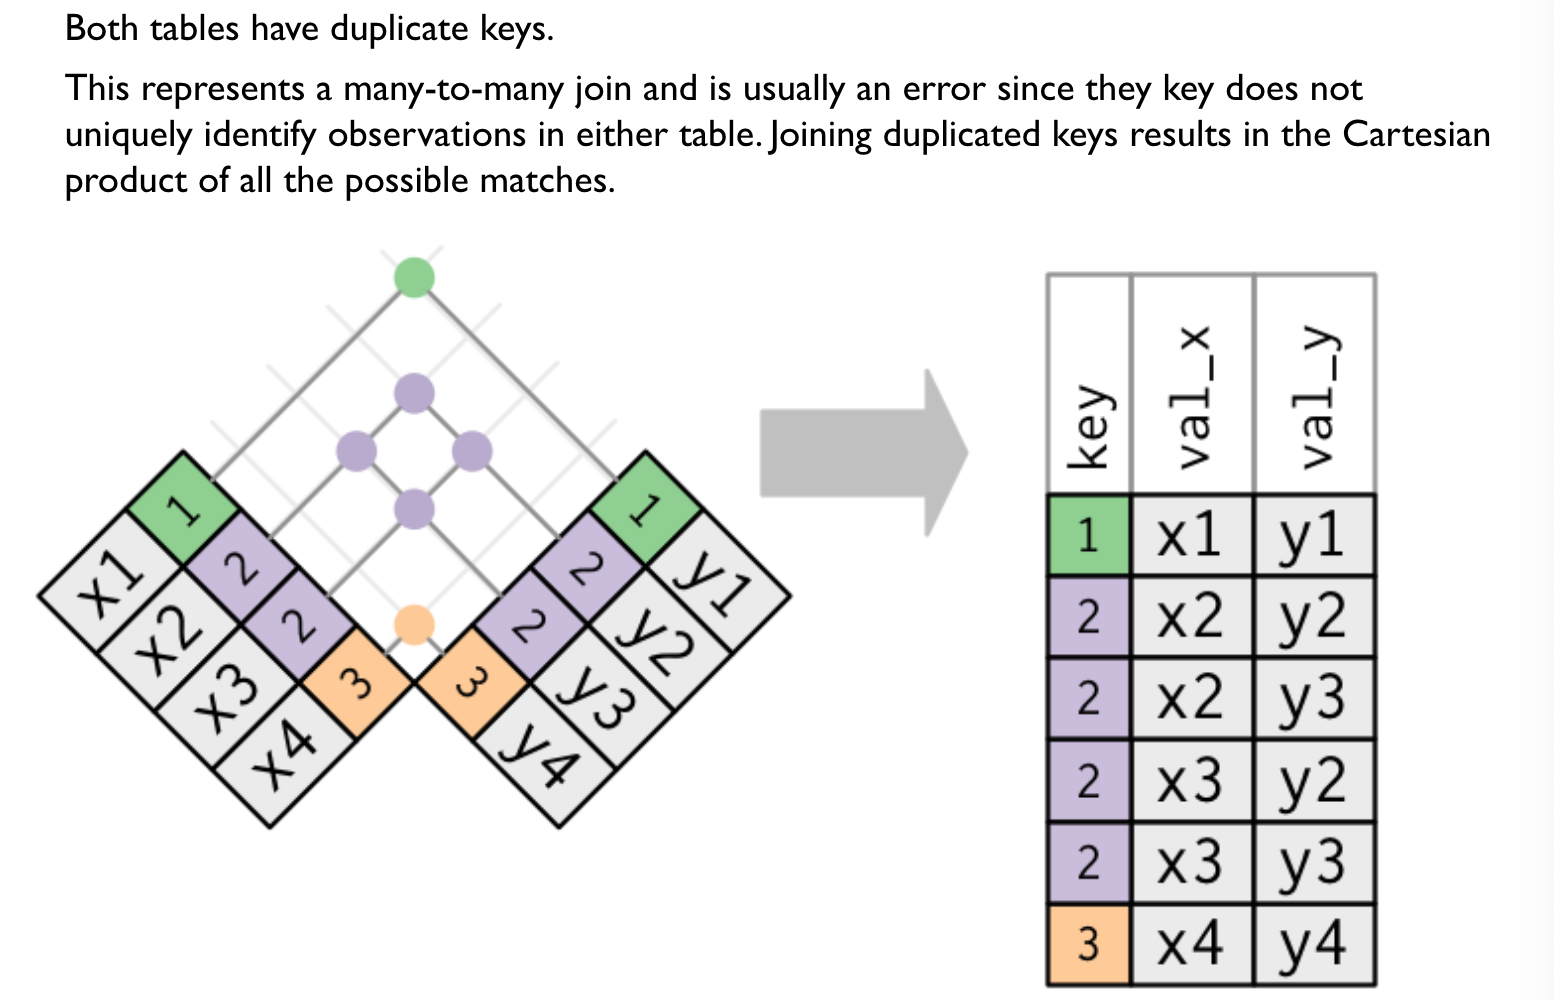 Both tables have duplicate keys.
This represents a many-to-many join and is usually an error since they key does not
uniquely identify observations in either table. Joining duplicated keys results in the Cartesian
product of all the possible matches.
1 x1
2 x2
2 x3
3 x4
1 y1
2 y2
2 y3
3 y4
key val_x val_y
1 x1 y1
2 x2 y2
2 x2 y3
2 x3 y2
2 x3 y3
3 x4 y4